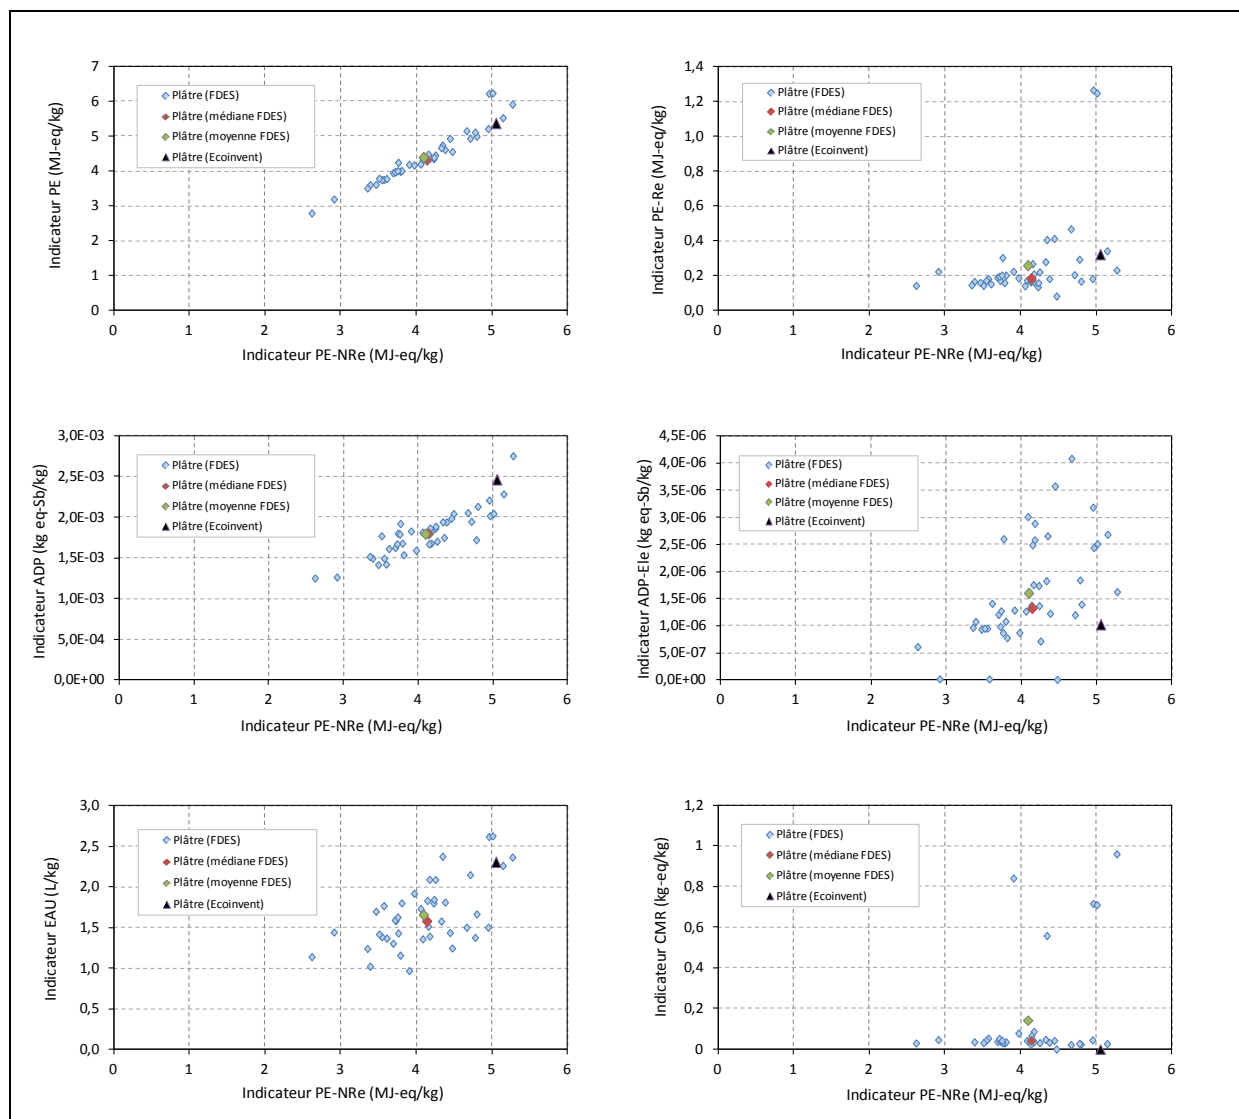 Indicateur PE (MJ-eq/kg)
7
6
5
4
3
2
1
0
Plâtre (FDES)
Plâtre (médiane FDES)
Plâtre (moyenne FDES)
Plâtre (Ecoinvent)
0 1 2 3 4 5 6
Indicateur PE-NRe (MJ-eq/kg)
Indicateur PE-Re (MJ-eq/kg)
1,4
1,2
1,0
0,8
0,6
0,4
0,2
0,0
Plâtre (FDES)
Plâtre (médiane FDES)
Plâtre (moyenne FDES)
Plâtre (Ecoinvent)
0 1 2 3 4 5 6
Indicateur PE-NRe (MJ-eq/kg)
Indicateur ADP (kg eq-Sb/kg)
3,0E-03
2,5E-03
2,0E-03
1,5E-03
1,0E-03
5,0E-04
0,0E+00
Plâtre (FDES)
Plâtre (médiane FDES)
Plâtre (moyenne FDES)
Plâtre (Ecoinvent)
0 1 2 3 4 5 6
Indicateur PE-NRe (MJ-eq/kg)
Indicateur ADP-Ele (kg eq-Sb/kg)
4,5E-06
4,0E-06
3,5E-06
3,0E-06
2,5E-06
2,0E-06
1,5E-06
1,0E-06
5,0E-07
0,0E+00
Plâtre (FDES)
Plâtre (médiane FDES)
Plâtre (moyenne FDES)
Plâtre (Ecoinvent)
0 1 2 3 4 5 6
Indicateur PE-NRe (MJ-eq/kg)
Indicateur EAU (L/kg)
3,0
2,5
2,0
1,5
1,0
0,5
0,0
Plâtre (FDES)
Plâtre (médiane FDES)
Plâtre (moyenne FDES)
Plâtre (Ecoinvent)
0 1 2 3 4 5 6
Indicateur PE-NRe (MJ-eq/kg)
Indicateur CMR (kg-eq/kg)
1,2
1
0,8
0,6
0,4
0,2
0
Plâtre (FDES)
Plâtre (médiane FDES)
Plâtre (moyenne FDES)
Plâtre (Ecoinvent)
0 1 2 3 4 5 6
Indicateur PE-NRe (MJ-eq/kg)